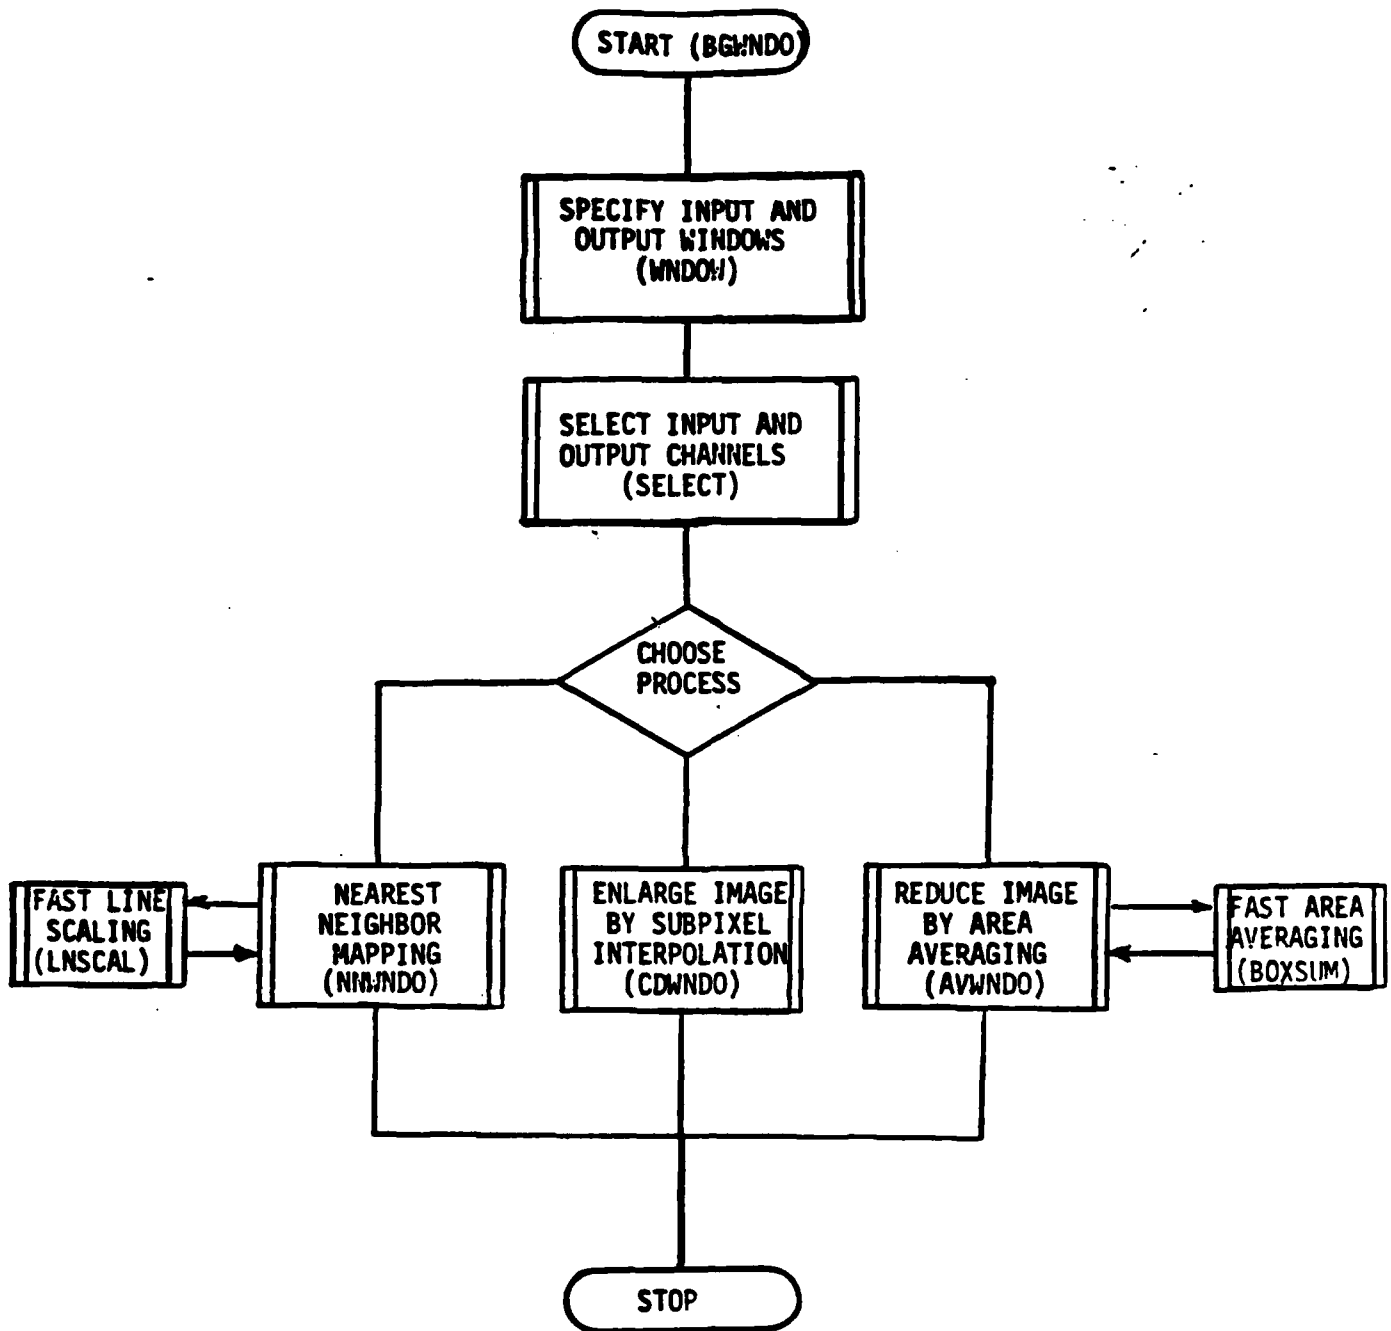 START (BGWNDO)
SPECIFY INPUT AND
OUTPUT WINDOWS
(WNDOW)
SELECT INPUT AND
OUTPUT CHANNELS
(SELECT)
CHOOSE
PROCESS
FAST LINE
SCALING
(LNSCAL)
NEAREST
NEIGHBOR
MAPPING
(NMWNDO)
ENLARGE IMAGE
BY SUBPIXEL
INTERPOLATION
(CDWNDO)
REDUCE IMAGE
BY AREA
AVERAGING
(AVWNDO)
FAST AREA
AVERAGING
(BOXSUM)
STOP